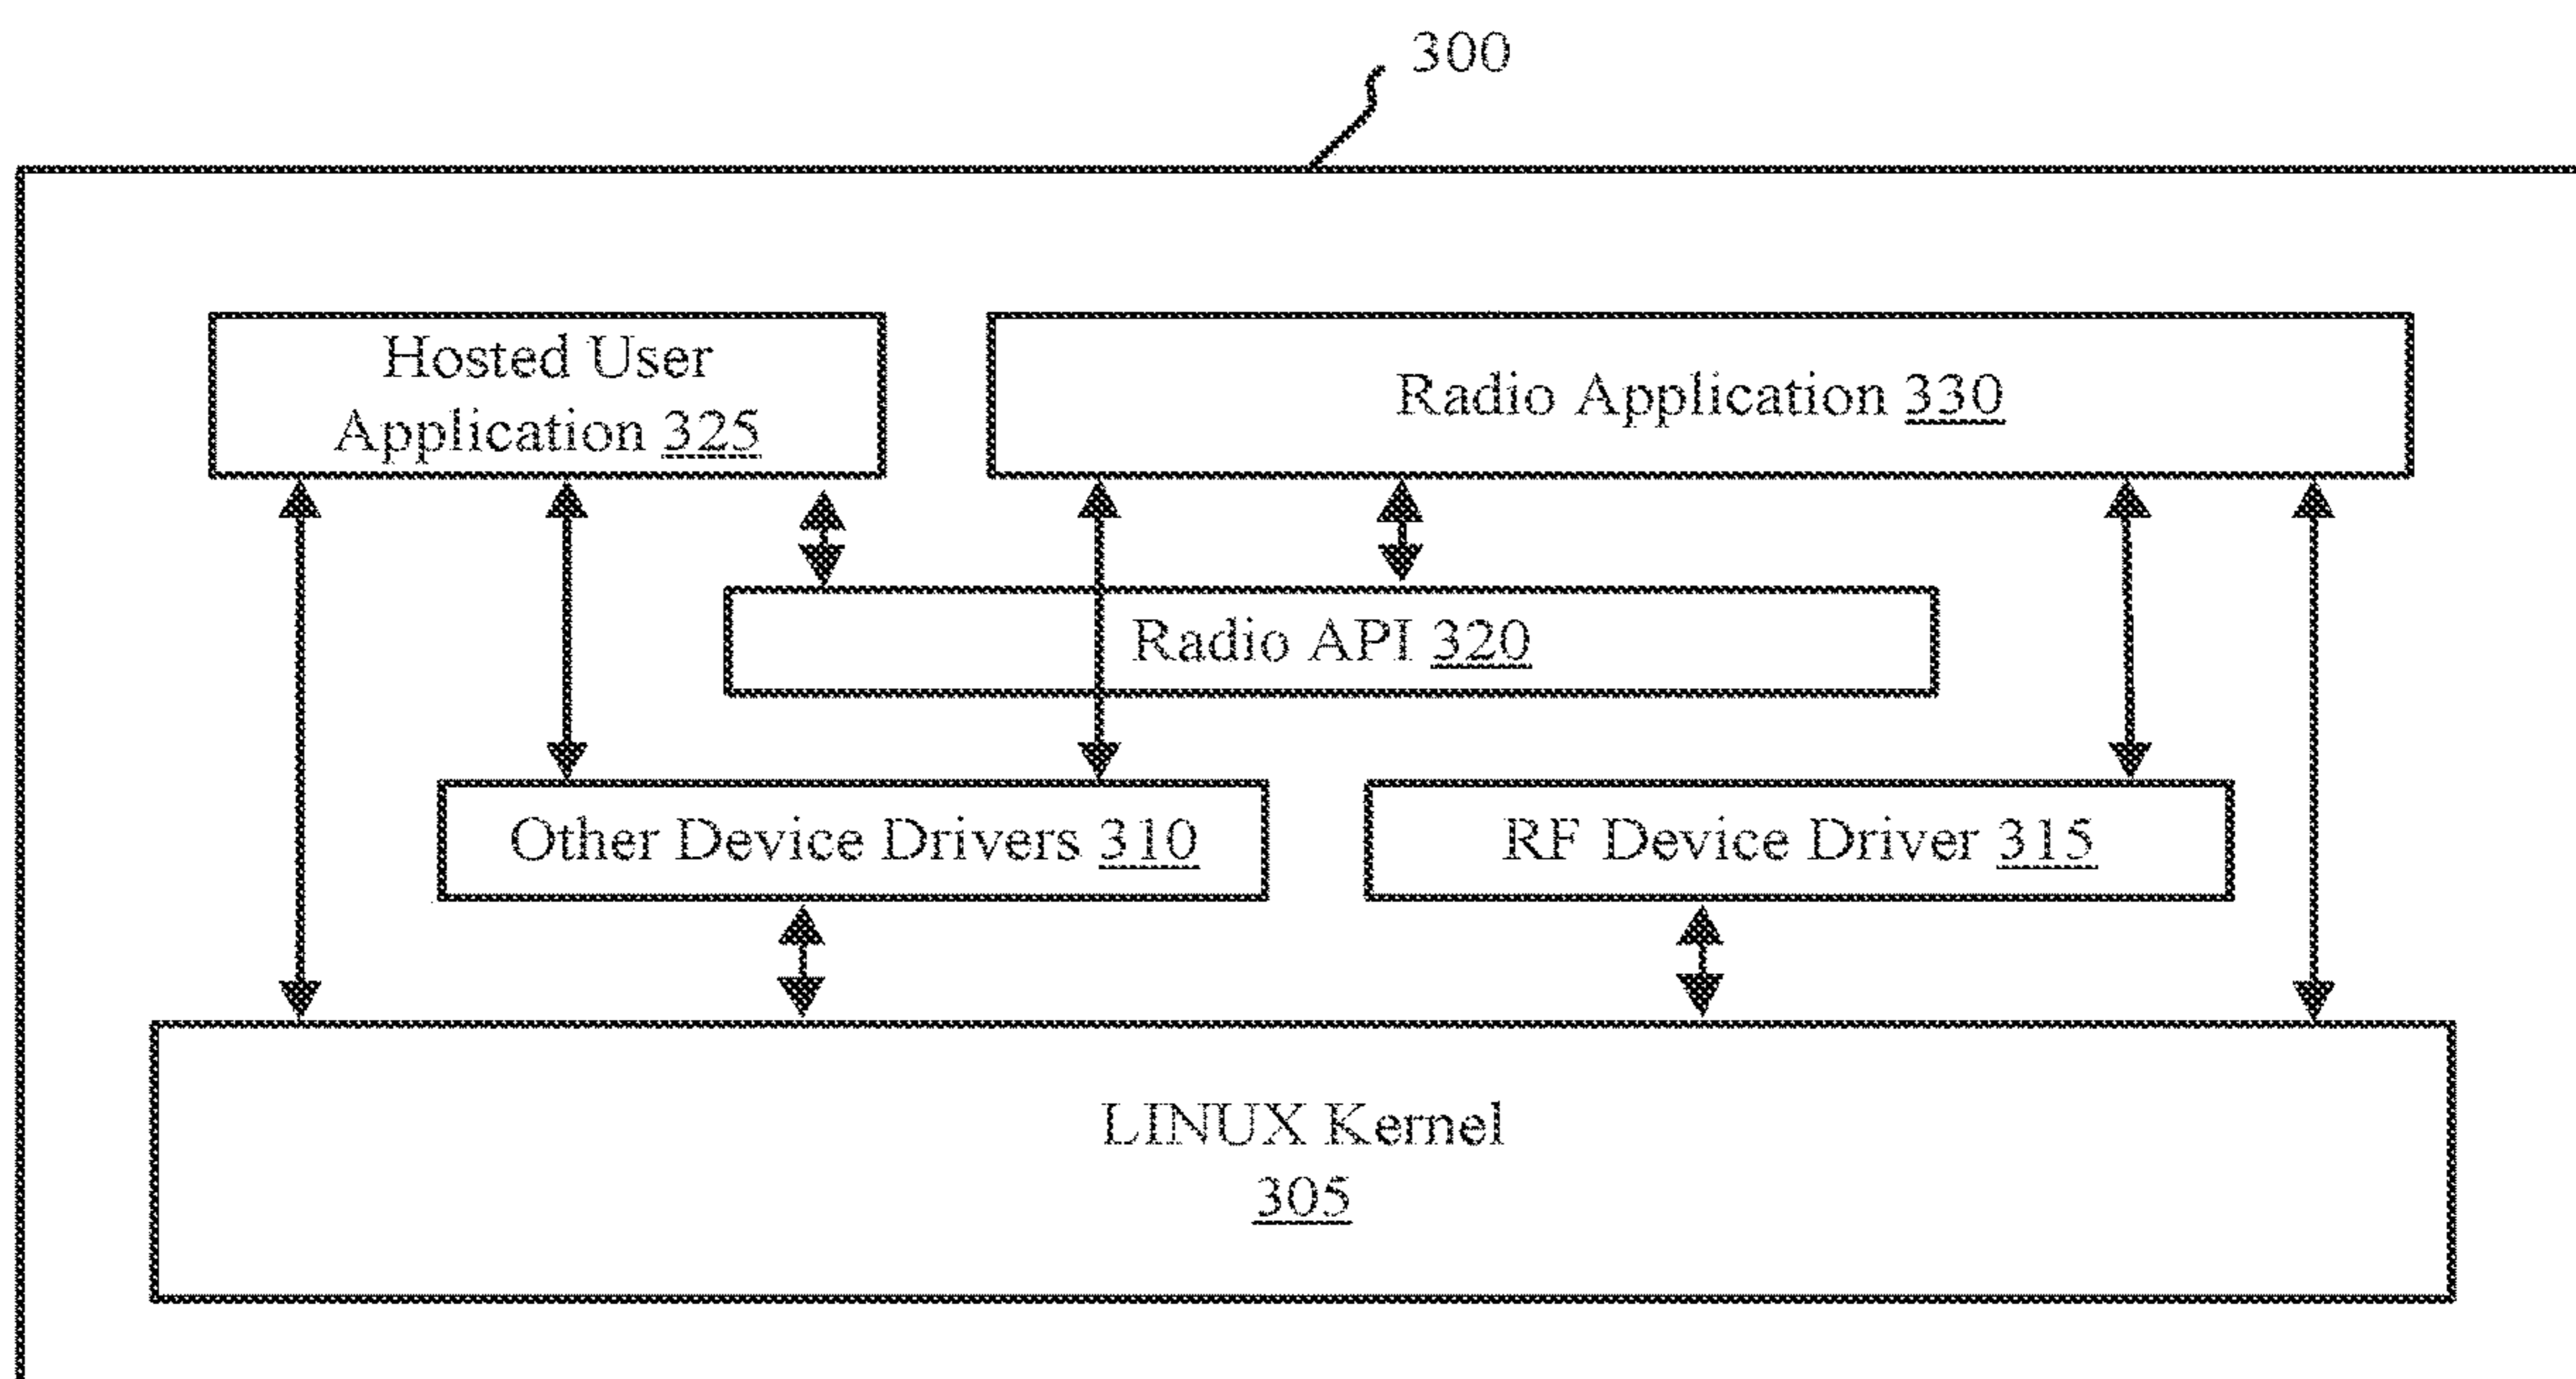 300
Hosted User
Application 325
Radio Application 330
Radio API 320
Other Device Drivers 310
RF Device Driver 315
LINUX Kernel
305